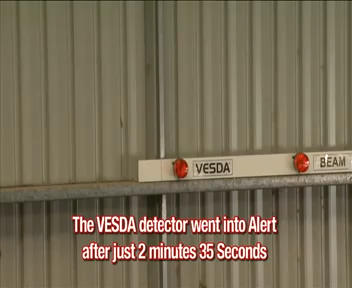 VESDA
BEAM
The VESDA detector went into Alert
after just 2 minutes 35 Seconds